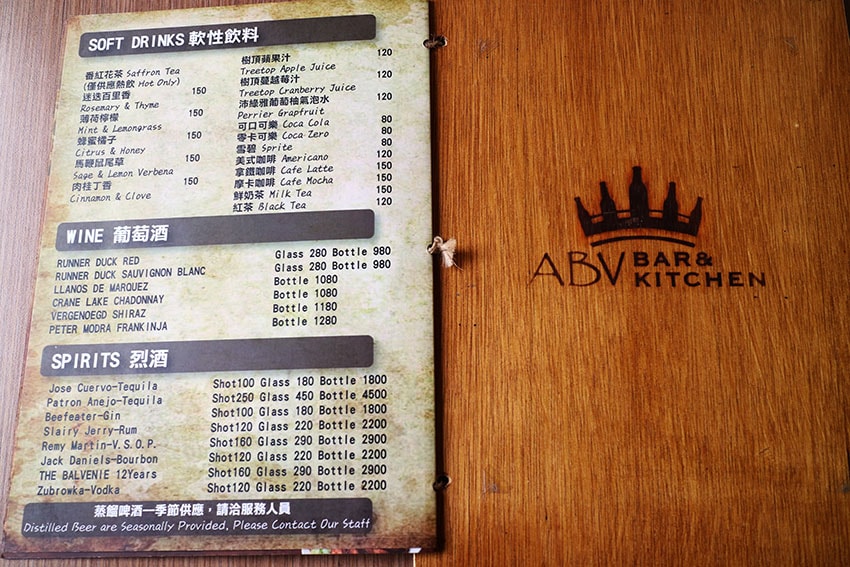 SOFT DRINKS 軟性飲料
番紅花茶 Saffron Tea
(僅供應熱飲 Hot Only)
迷迭百里香 150
Rosemary & Thyme
薄荷檸檬 150
Mint & Lemongrass
蜂蜜橘子 150
Citrus & Honey
馬鞭鼠尾草 150
Sage & Lemon Verbena
肉桂丁香 150
Cinnamon & Clove
樹頂蘋果汁 120
Treetop Apple Juice
樹頂蔓越莓汁 120
Treetop Cranberry Juice
沛綠雅葡萄柚氣泡水 120
Perrier Grapfruit
可口可樂 Coca Cola 80
零卡可樂 Coca Zero 80
雪碧 Sprite 80
美式咖啡 Americano 120
拿鐵咖啡 Cafe Latte 150
摩卡咖啡 Cafe Mocha 150
鮮奶茶 Milk Tea 150
紅茶 Black Tea 120
WINE 葡萄酒
RUNNER DUCK RED Glass 280 Bottle 980
RUNNER DUCK SAUVIGNON BLANC Glass 280 Bottle 980
LLANOS DE MARQUEZ Bottle 1080
CRANE LAKE CHADONNAY Bottle 1080
VERGENOEGD SHIRAZ Bottle 1180
PETER MODRA FRANKINJA Bottle 1280
SPIRITS 烈酒
Jose Cuervo-Tequila Shot100 Glass 180 Bottle 1800
Patron Anejo-Tequila Shot250 Glass 450 Bottle 4500
Beefeater-Gin Shot100 Glass 180 Bottle 1800
Slairy Jerry-Rum Shot120 Glass 220 Bottle 2200
Remy Martin-V.S.O.P. Shot160 Glass 290 Bottle 2900
Jack Daniels-Bourbon Shot120 Glass 220 Bottle 2200
THE BALVENIE 12Years Shot160 Glass 290 Bottle 2900
Zubrowka-Vodka Shot120 Glass 220 Bottle 2200
蒸餾啤酒—季節供應，請洽服務人員
Distilled Beer are Seasonally Provided, Please Contact Our Staff
ABV BAR&
KITCHEN